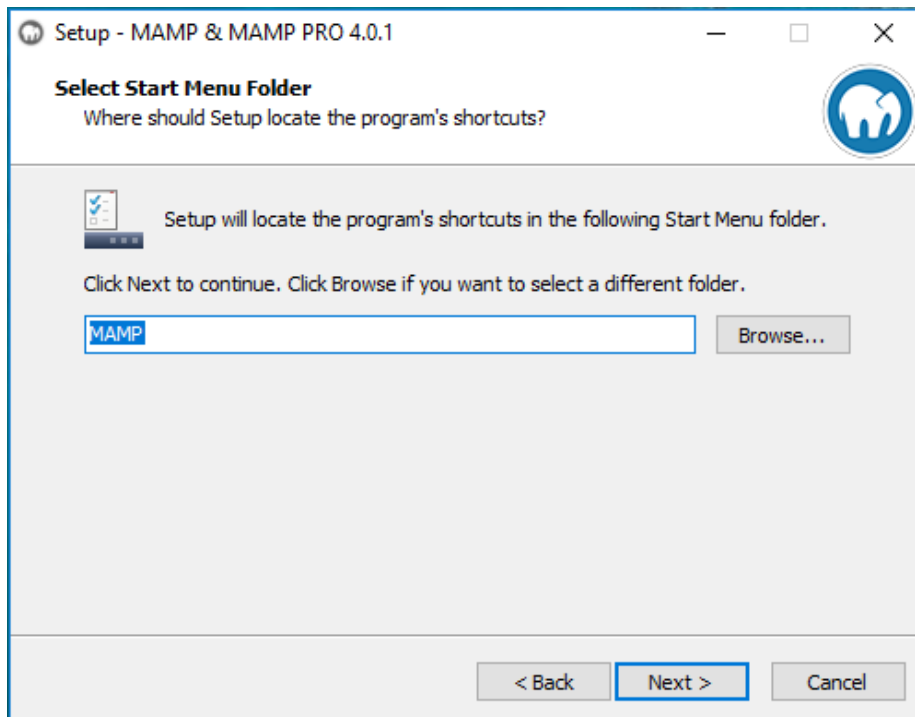 Setup - MAMP & MAMP PRO 4.0.1
Select Start Menu Folder
Where should Setup locate the program's shortcuts?
Setup will locate the program's shortcuts in the following Start Menu folder.
Click Next to continue. Click Browse if you want to select a different folder.
MAMP
Browse...
< Back
Next >
Cancel